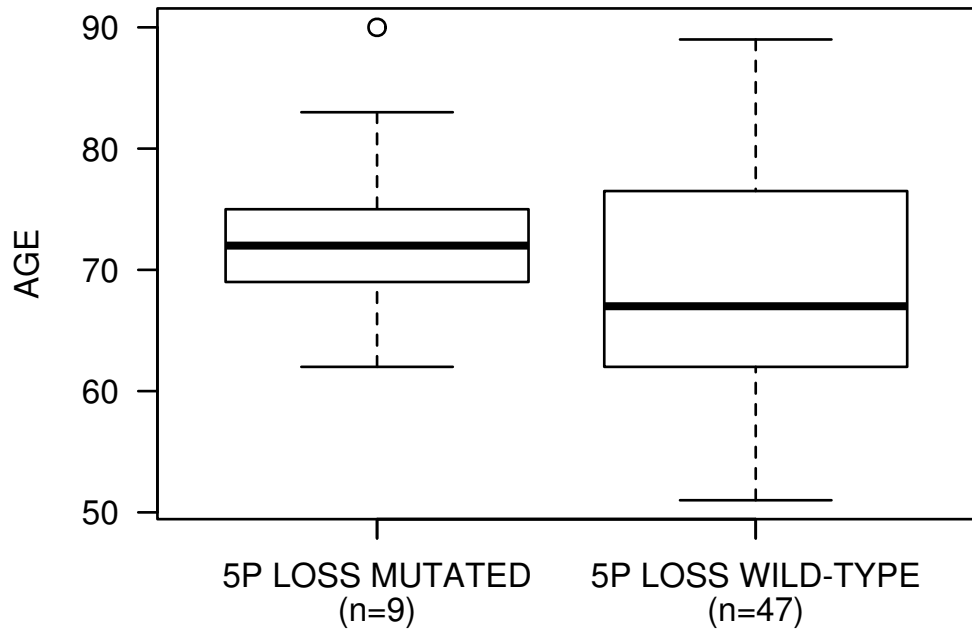 90
80
70
60
50
AGE
5P LOSS MUTATED
(n=9)
5P LOSS WILD-TYPE
(n=47)